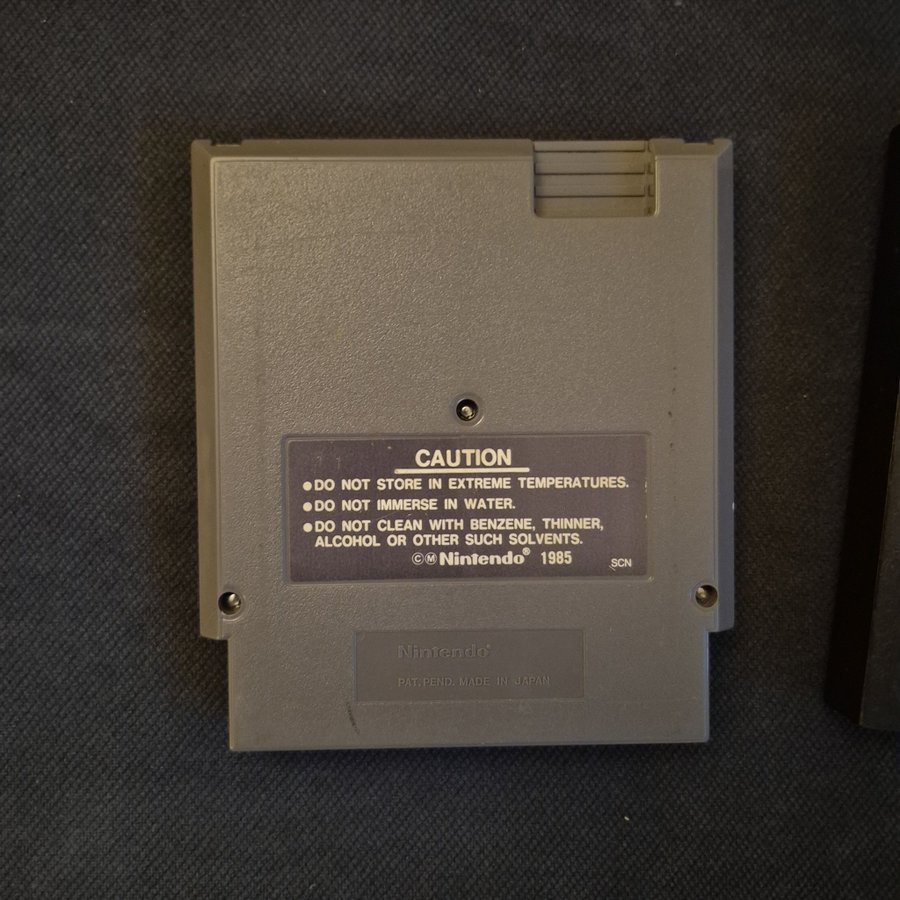 CAUTION
●DO NOT STORE IN EXTREME TEMPERATURES.
●DO NOT IMMERSE IN WATER.
●DO NOT CLEAN WITH BENZENE, THINNER,
ALCOHOL OR OTHER SUCH SOLVENTS.
ⒸⓂNintendo® 1985 SCN
Nintendo®
PAT. PEND. MADE IN JAPAN